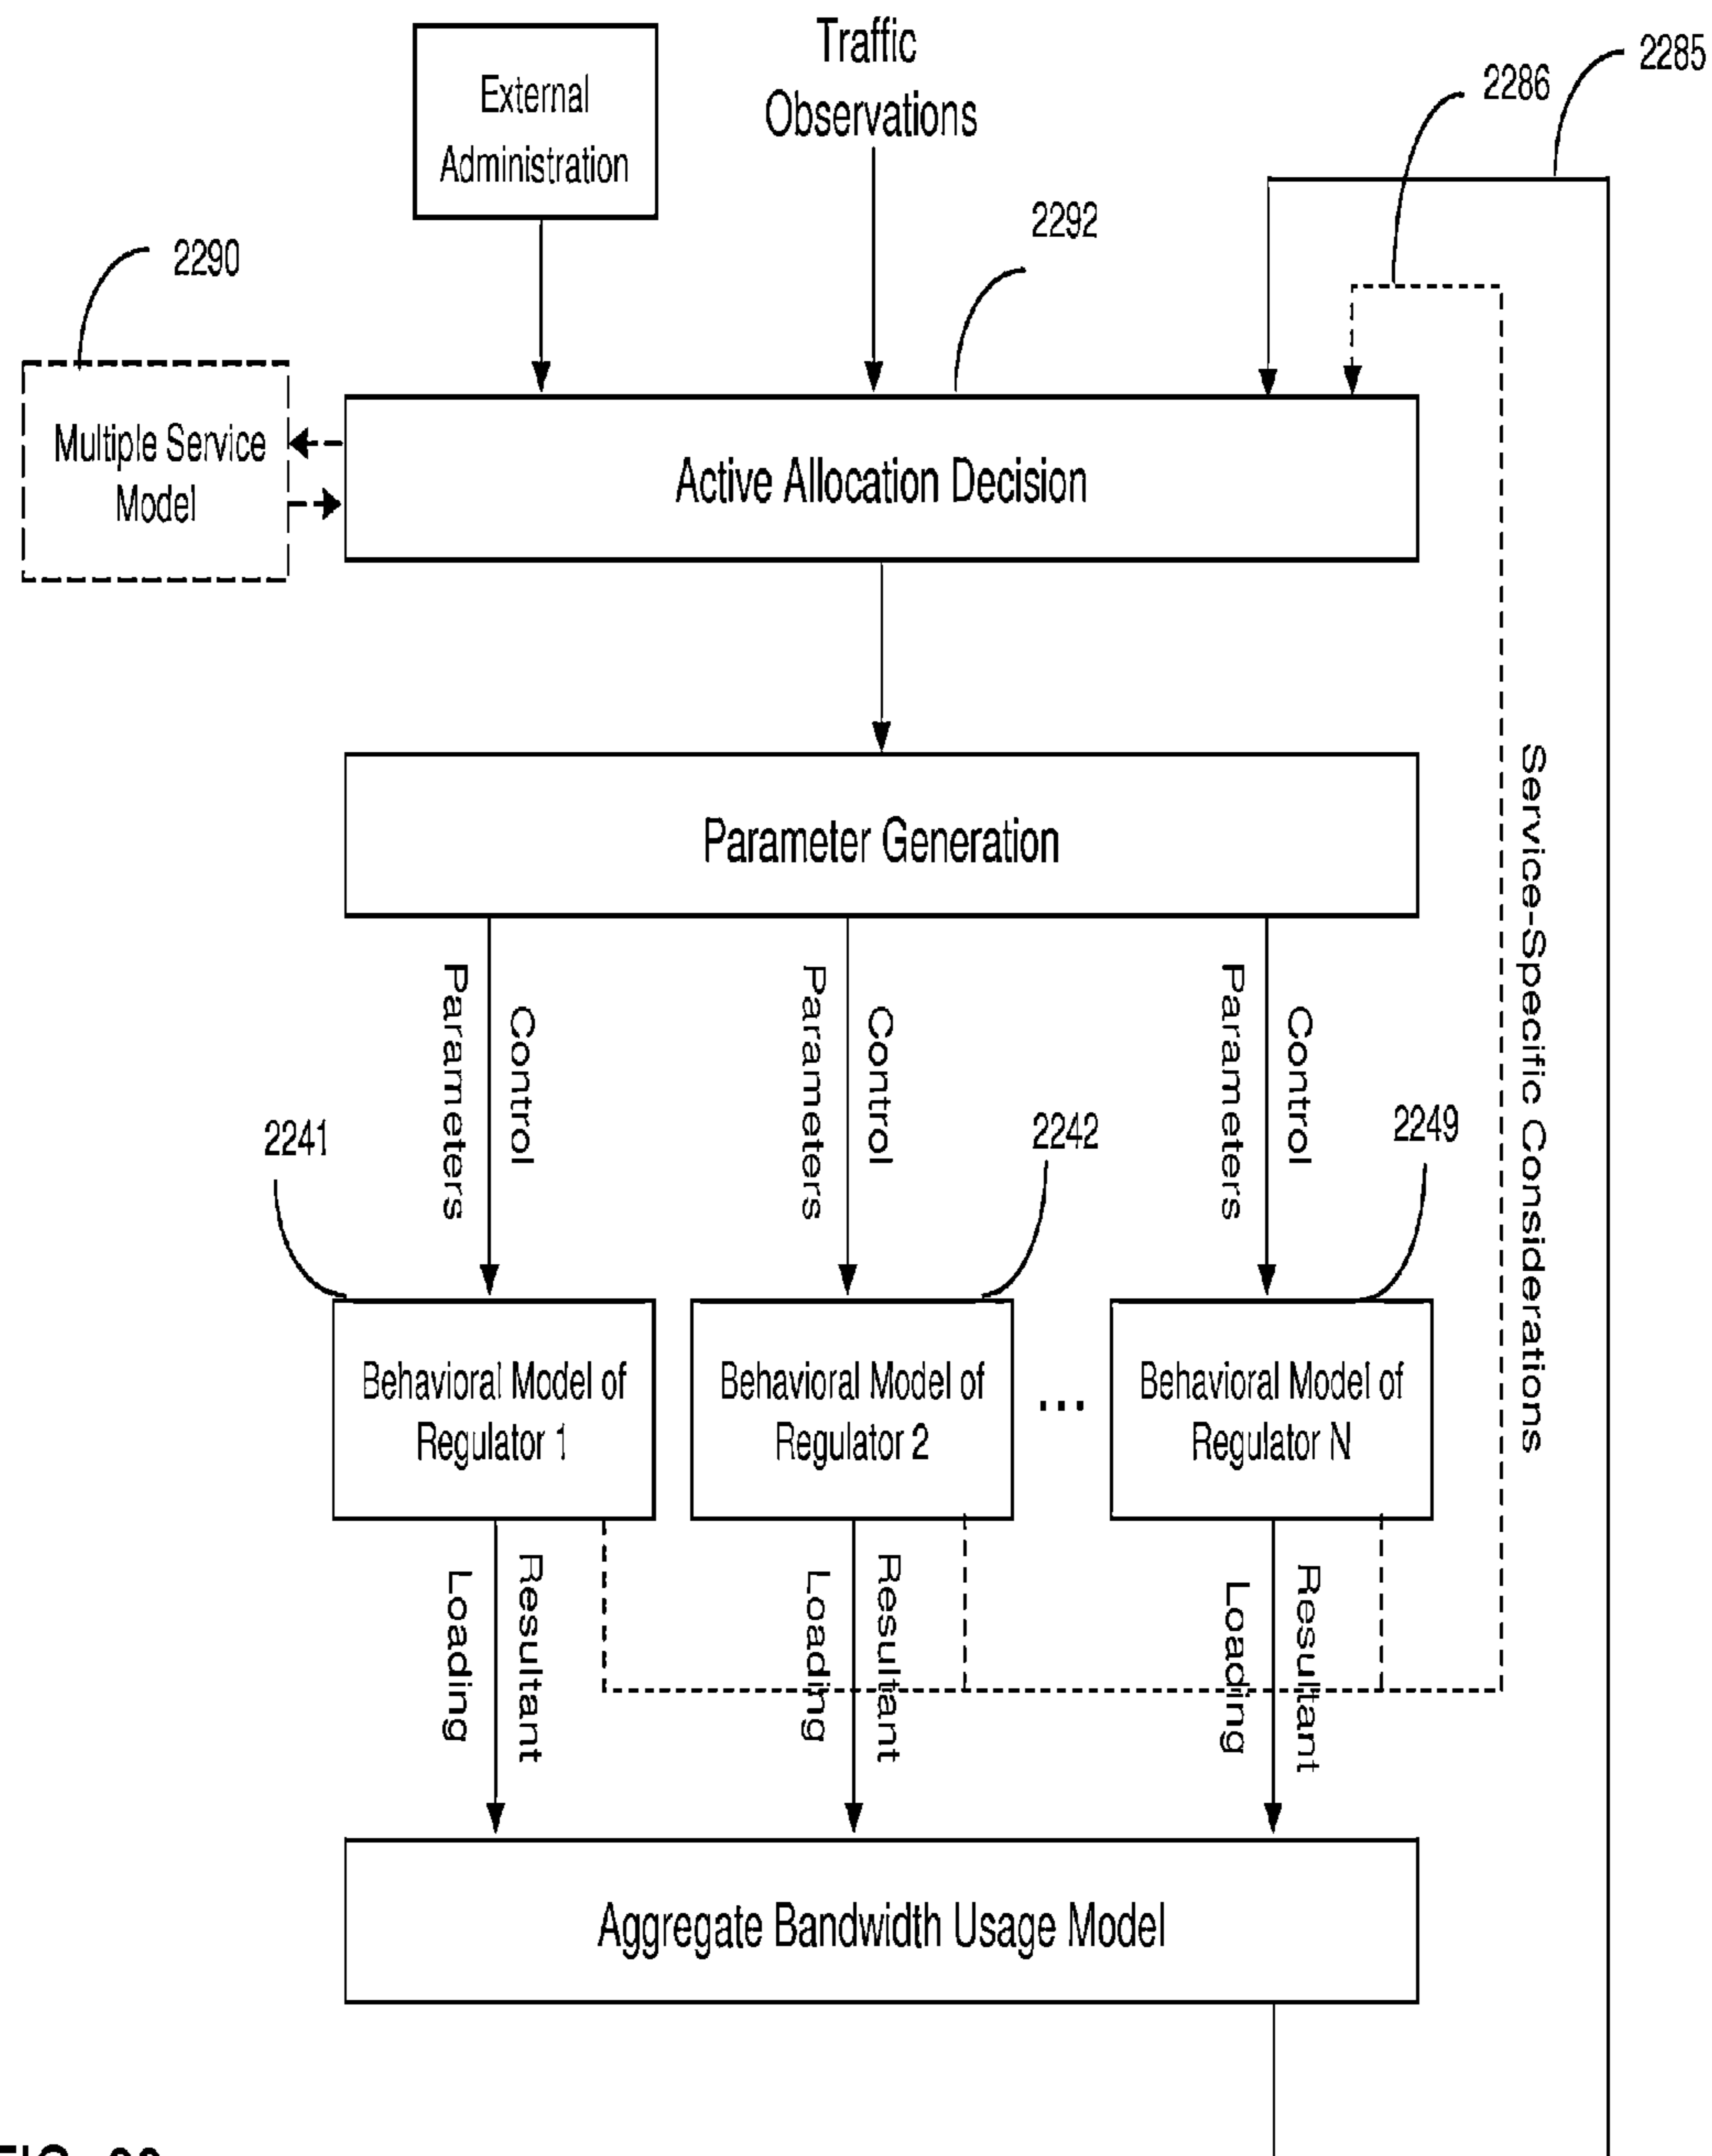 External
Administration
Traffic
Observations
2286
2285
2292
2290
Multiple Service
Model
Active Allocation Decision
Parameter Generation
Service-Specific Considerations
Control
Parameters
Control
Parameters
Control
Parameters
2241
2242
2249
Behavioral Model of
Regulator 1
Behavioral Model of
Regulator 2
...
Behavioral Model of
Regulator N
Resultant
Loading
Resultant
Loading
Resultant
Loading
Aggregate Bandwidth Usage Model